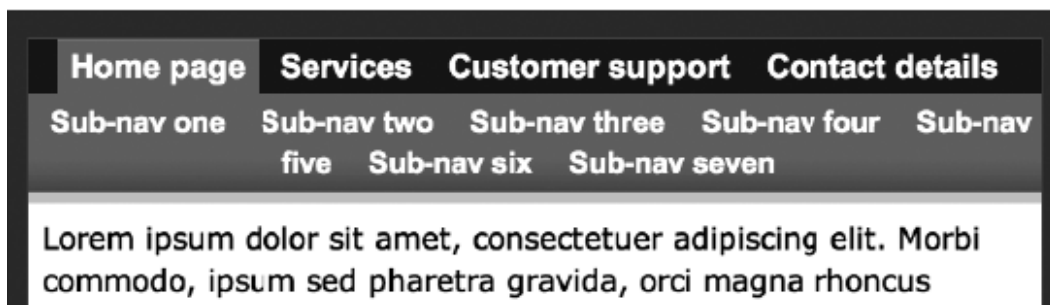 Home page Services Customer support Contact details
Sub-nav one Sub-nav two Sub-nav three Sub-nav four Sub-nav
five Sub-nav six Sub-nav seven
Lorem ipsum dolor sit amet, consectetuer adipiscing elit. Morbi
commodo, ipsum sed pharetra gravida, orci magna rhoncus